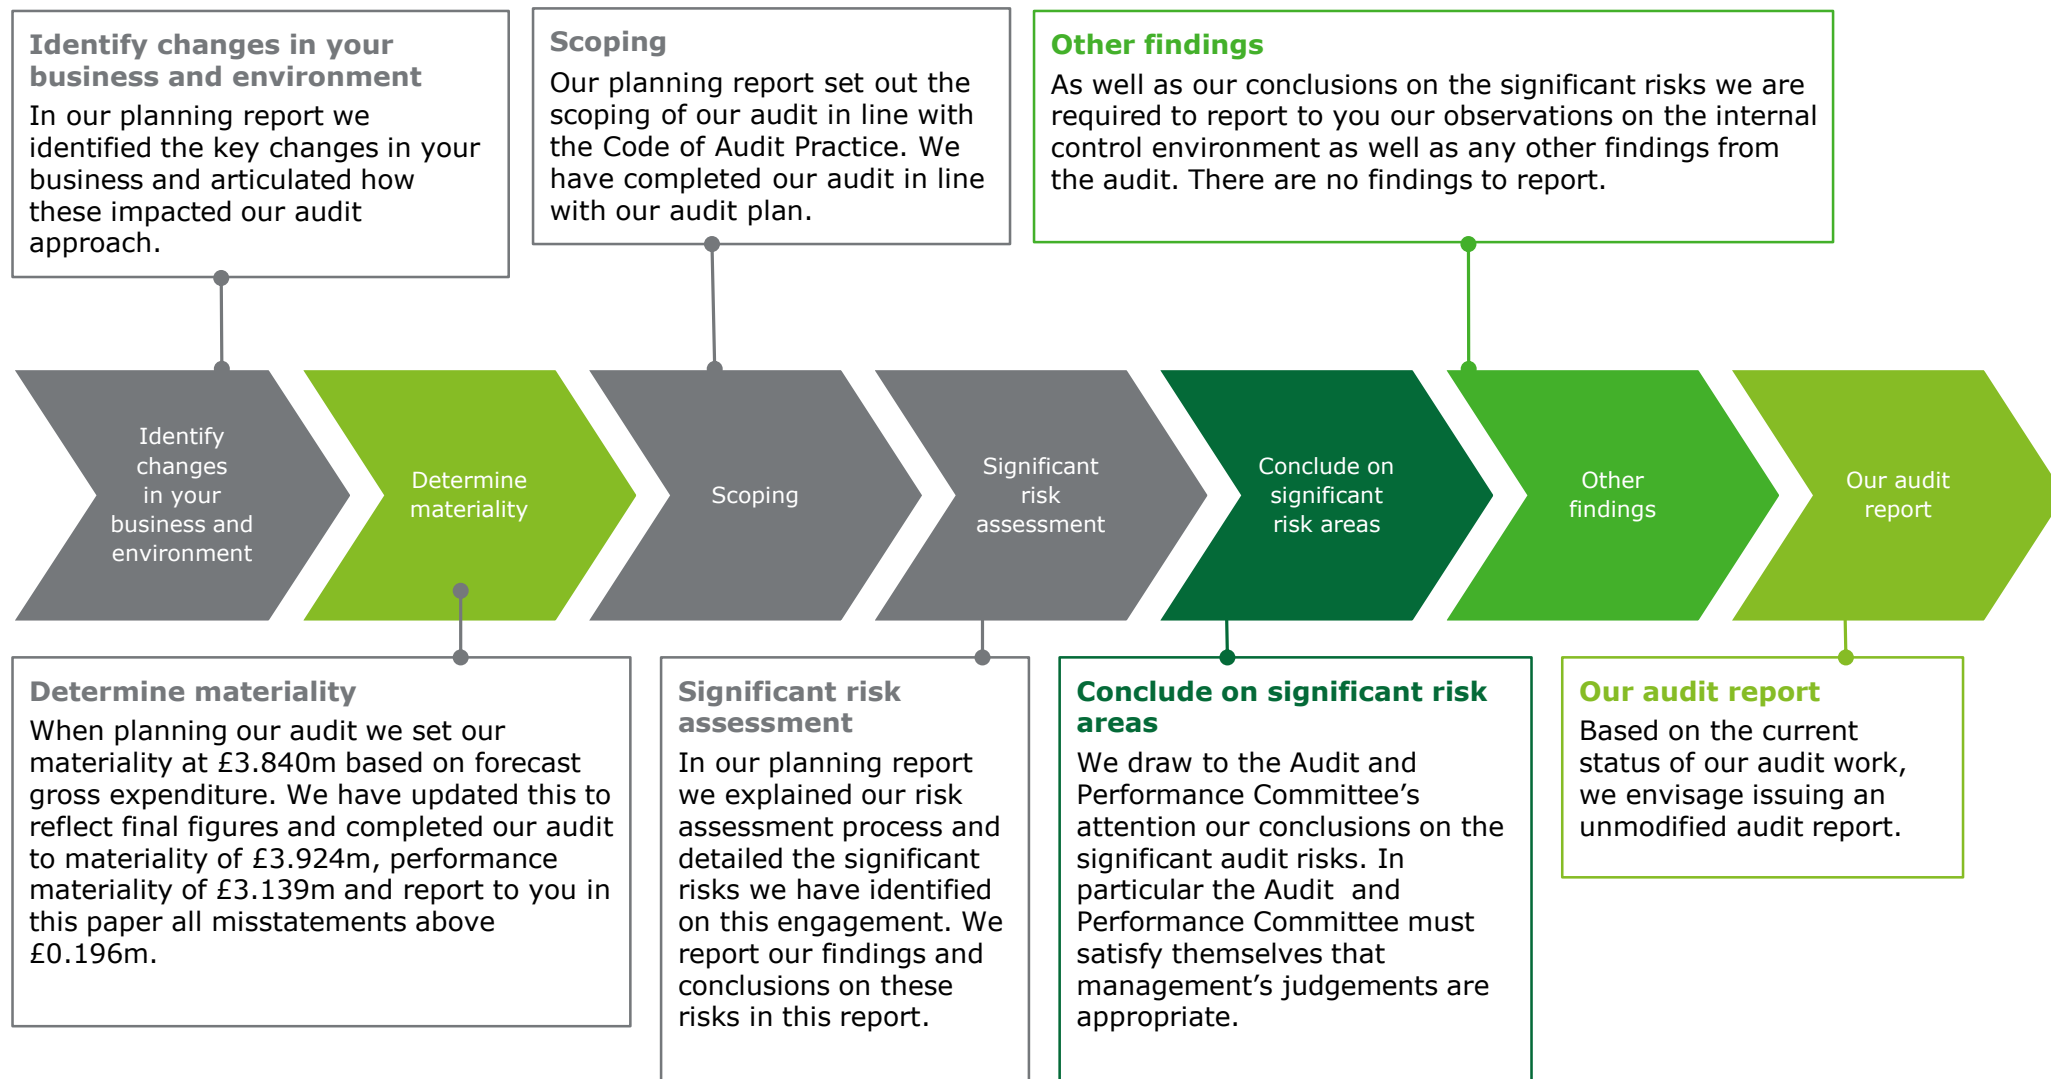 Identify changes in your
business and environment
In our planning report we
identified the key changes in your
business and articulated how
these impacted our audit
approach.
Scoping
Our planning report set out the
scoping of our audit in line with
the Code of Audit Practice. We
have completed our audit in line
with our audit plan.
Other findings
As well as our conclusions on the significant risks we are
required to report to you our observations on the internal
control environment as well as any other findings from
the audit. There are no findings to report.
Identify
changes
in your
business and
environment
Determine
materiality
Scoping
Significant
risk
assessment
Conclude on
significant
risk areas
Other
findings
Our audit
report
Determine materiality
When planning our audit we set our
materiality at £3.840m based on forecast
gross expenditure. We have updated this to
reflect final figures and completed our audit
to materiality of £3.924m, performance
materiality of £3.139m and report to you in
this paper all misstatements above
£0.196m.
Significant risk
assessment
In our planning report
we explained our risk
assessment process and
detailed the significant
risks we have identified
on this engagement. We
report our findings and
conclusions on these
risks in this report.
Conclude on significant risk
areas
We draw to the Audit and
Performance Committee’s
attention our conclusions on the
significant audit risks. In
particular the Audit  and
Performance Committee must
satisfy themselves that
management’s judgements are
appropriate.
Our audit report
Based on the current
status of our audit work,
we envisage issuing an
unmodified audit report.